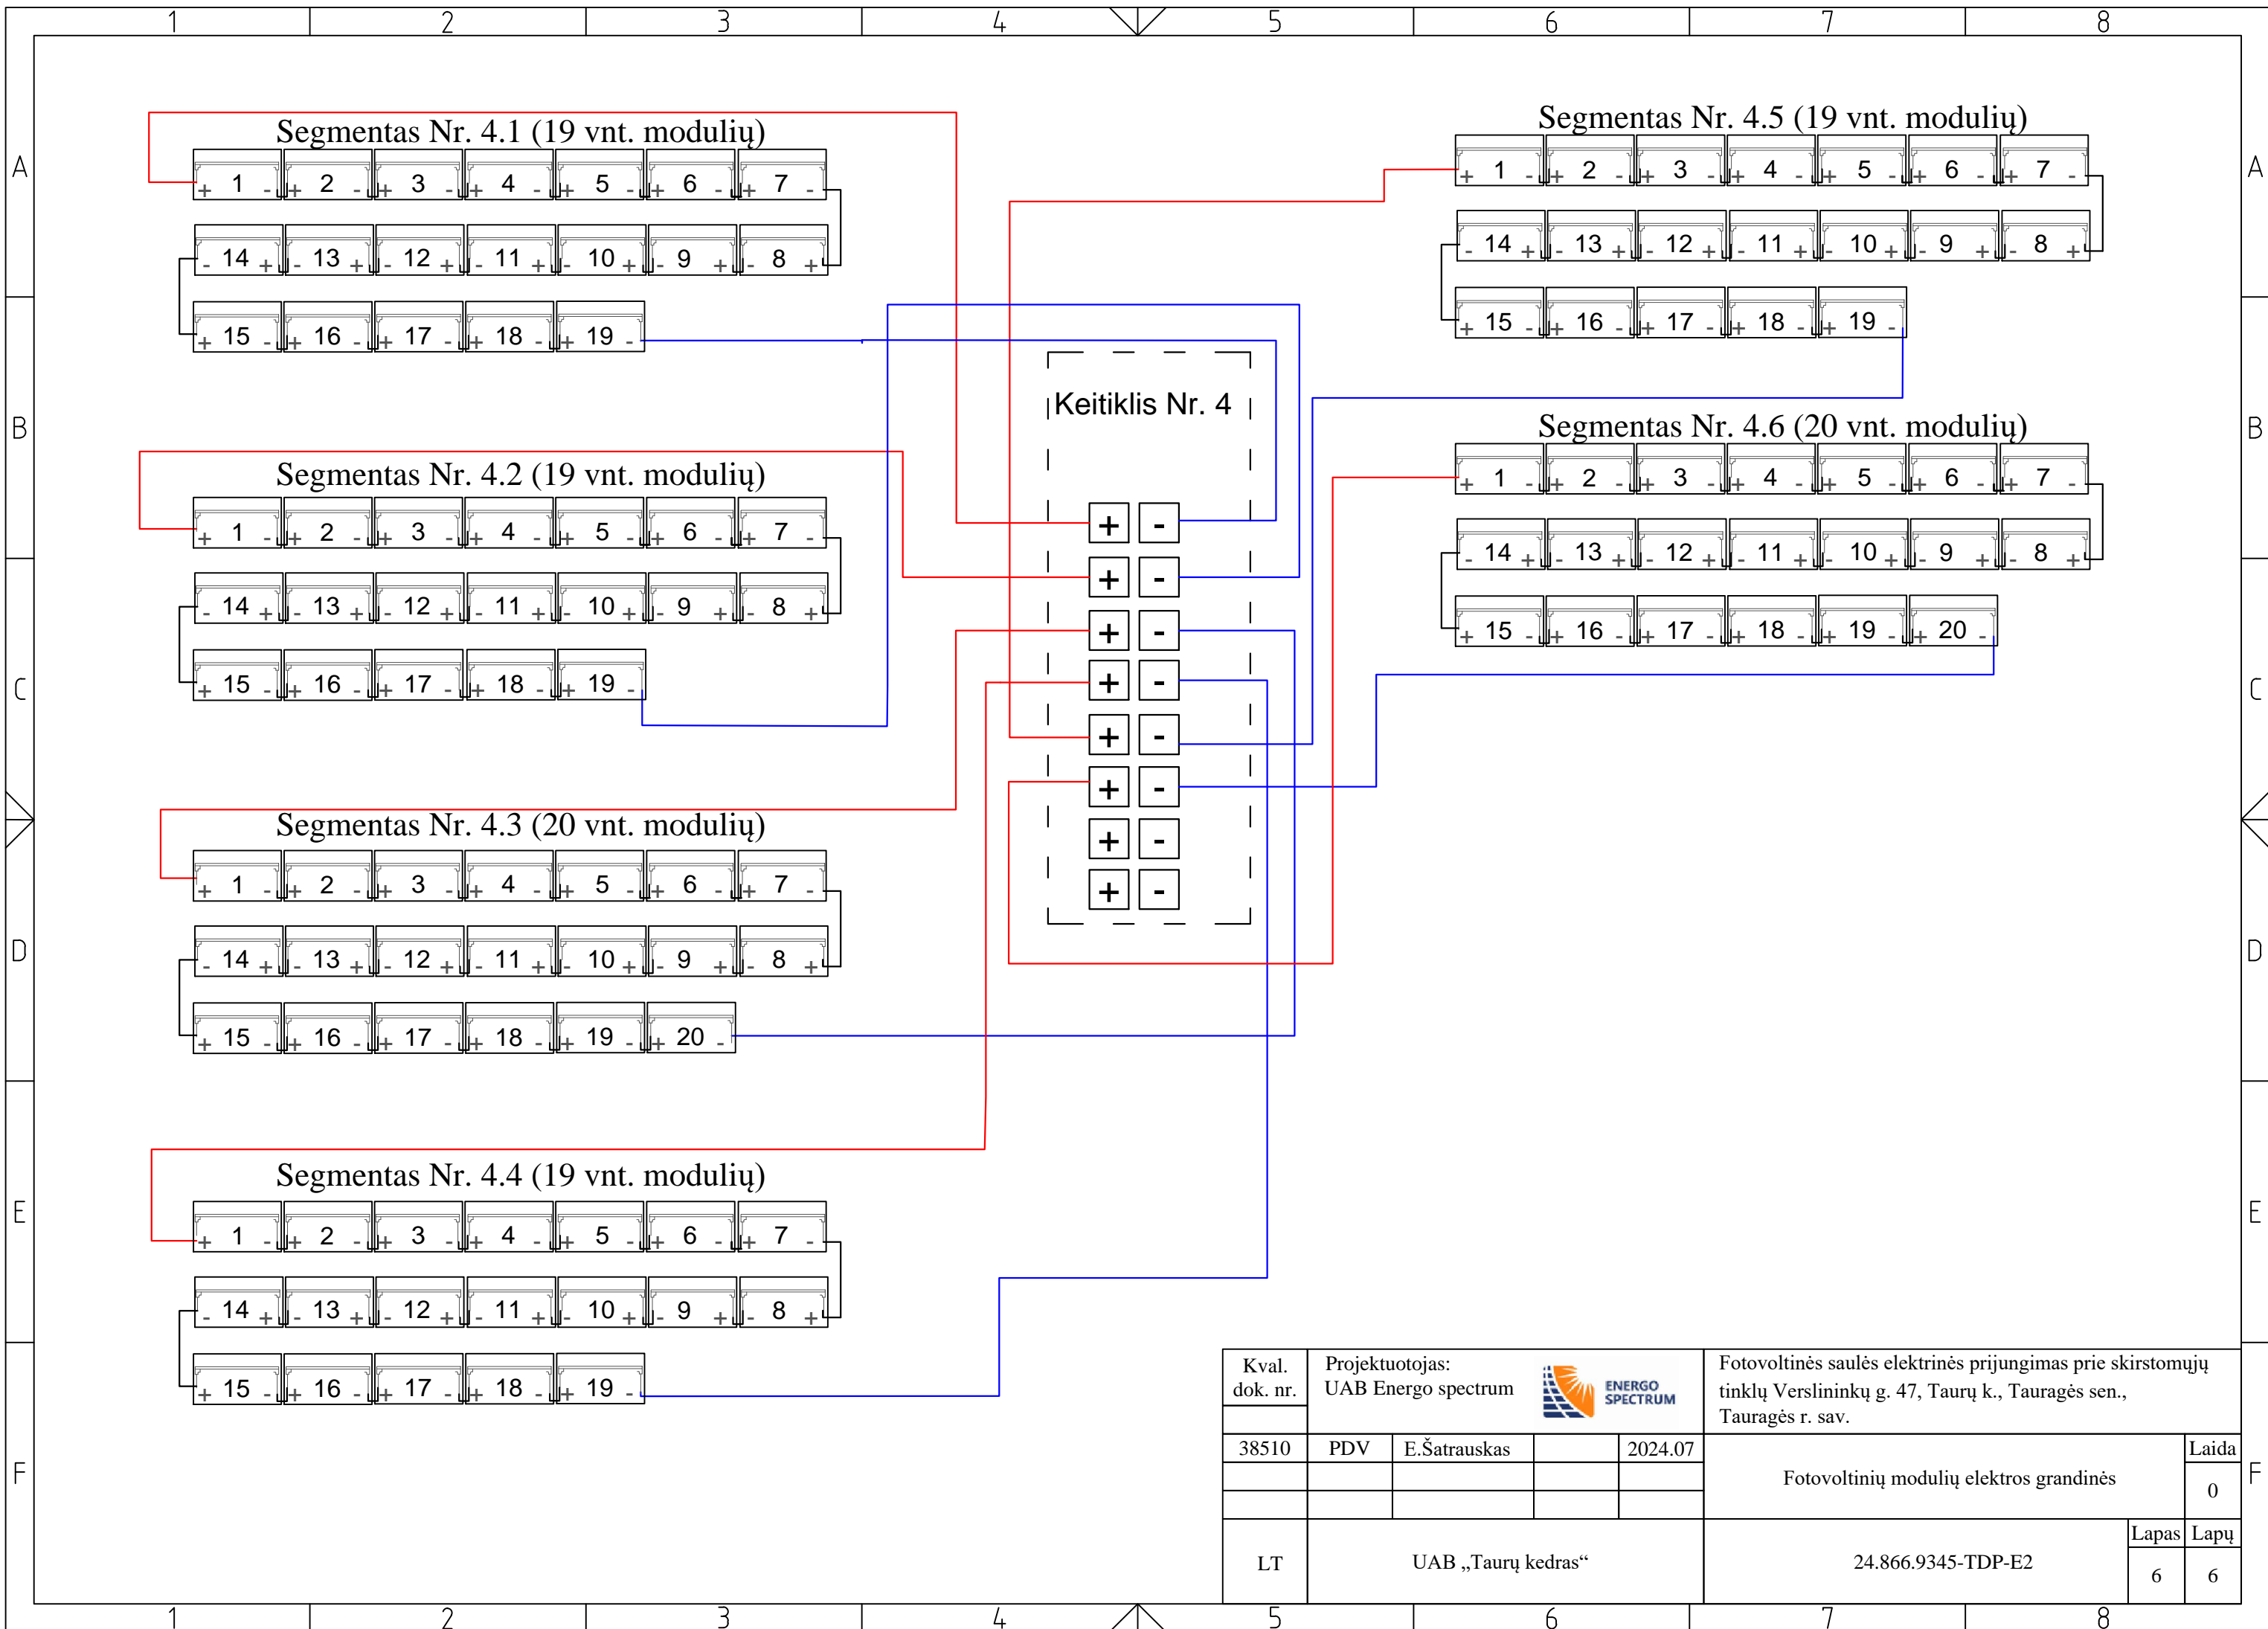 1 2 3 4 5 6 7 8
A A
B B
C C
D D
E E
F F
Segmentas Nr. 4.1 (19 vnt. modulių)
+ 1 - + 2 - + 3 - + 4 - + 5 - + 6 - + 7 -
- 14 + - 13 + - 12 + - 11 + - 10 + - 9 + - 8 +
+ 15 - + 16 - + 17 - + 18 - + 19 -
Segmentas Nr. 4.2 (19 vnt. modulių)
+ 1 - + 2 - + 3 - + 4 - + 5 - + 6 - + 7 -
- 14 + - 13 + - 12 + - 11 + - 10 + - 9 + - 8 +
+ 15 - + 16 - + 17 - + 18 - + 19 -
Segmentas Nr. 4.3 (20 vnt. modulių)
+ 1 - + 2 - + 3 - + 4 - + 5 - + 6 - + 7 -
- 14 + - 13 + - 12 + - 11 + - 10 + - 9 + - 8 +
+ 15 - + 16 - + 17 - + 18 - + 19 - + 20 -
Segmentas Nr. 4.4 (19 vnt. modulių)
+ 1 - + 2 - + 3 - + 4 - + 5 - + 6 - + 7 -
- 14 + - 13 + - 12 + - 11 + - 10 + - 9 + - 8 +
+ 15 - + 16 - + 17 - + 18 - + 19 -
Keitiklis Nr. 4
+ -
+ -
+ -
+ -
+ -
+ -
+ -
+ -
Segmentas Nr. 4.5 (19 vnt. modulių)
+ 1 - + 2 - + 3 - + 4 - + 5 - + 6 - + 7 -
- 14 + - 13 + - 12 + - 11 + - 10 + - 9 + - 8 +
+ 15 - + 16 - + 17 - + 18 - + 19 -
Segmentas Nr. 4.6 (20 vnt. modulių)
+ 1 - + 2 - + 3 - + 4 - + 5 - + 6 - + 7 -
- 14 + - 13 + - 12 + - 11 + - 10 + - 9 + - 8 +
+ 15 - + 16 - + 17 - + 18 - + 19 - + 20 -
Kval.
dok. nr.
Projektuotojas:
UAB Energo spectrum
ENERGO
SPECTRUM
Fotovoltinės saulės elektrinės prijungimas prie skirstomųjų
tinklų Verslininkų g. 47, Taurų k., Tauragės sen.,
Tauragės r. sav.
38510 PDV E.Šatrauskas 2024.07
Fotovoltinių modulių elektros grandinės
Laida
0
LT
UAB „Taurų kedras“
24.866.9345-TDP-E2
Lapas Lapų
6 6
1 2 3 4 5 6 7 8